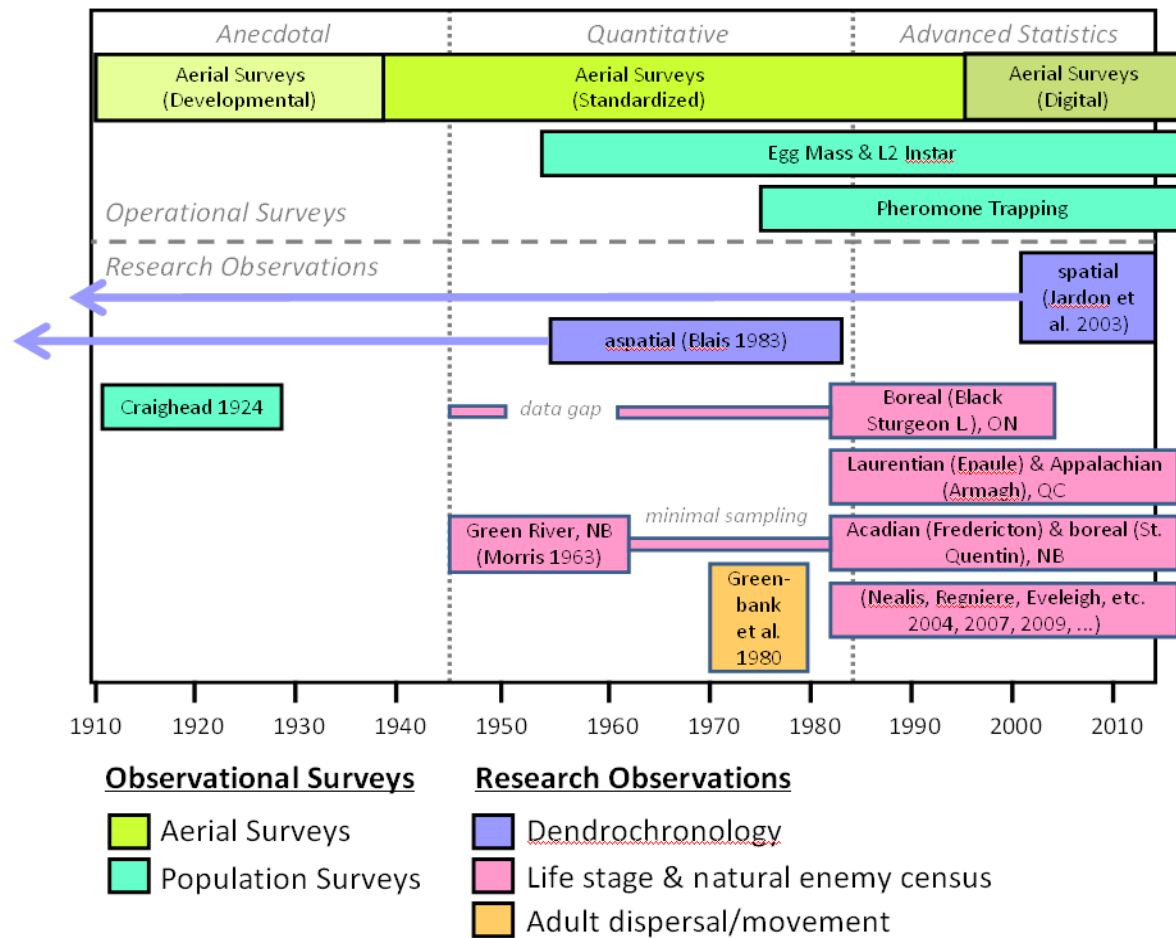 Anecdotal
Quantitative
Advanced Statistics
Aerial Surveys
(Developmental)
Aerial Surveys
(Standardized)
Aerial Surveys
(Digital)
Egg Mass & L2 Instar
Pheromone Trapping
Operational Surveys
Research Observations
spatial
(Jardon et
al. 2003)
aspatial (Blais 1983)
Craighead 1924
data gap
Boreal (Black
Sturgeon L.), ON
Laurentian (Epaule) & Appalachian
(Armagh), QC
Green River, NB
(Morris 1963)
minimal sampling
Acadian (Fredericton) & boreal (St.
Quentin), NB
Green-
bank
et al.
1980
(Nealis, Regniere, Eveleigh, etc.
2004, 2007, 2009, ...)
1910 1920 1930 1940 1950 1960 1970 1980 1990 2000 2010
Observational Surveys
Aerial Surveys
Population Surveys
Research Observations
Dendrochronology
Life stage & natural enemy census
Adult dispersal/movement